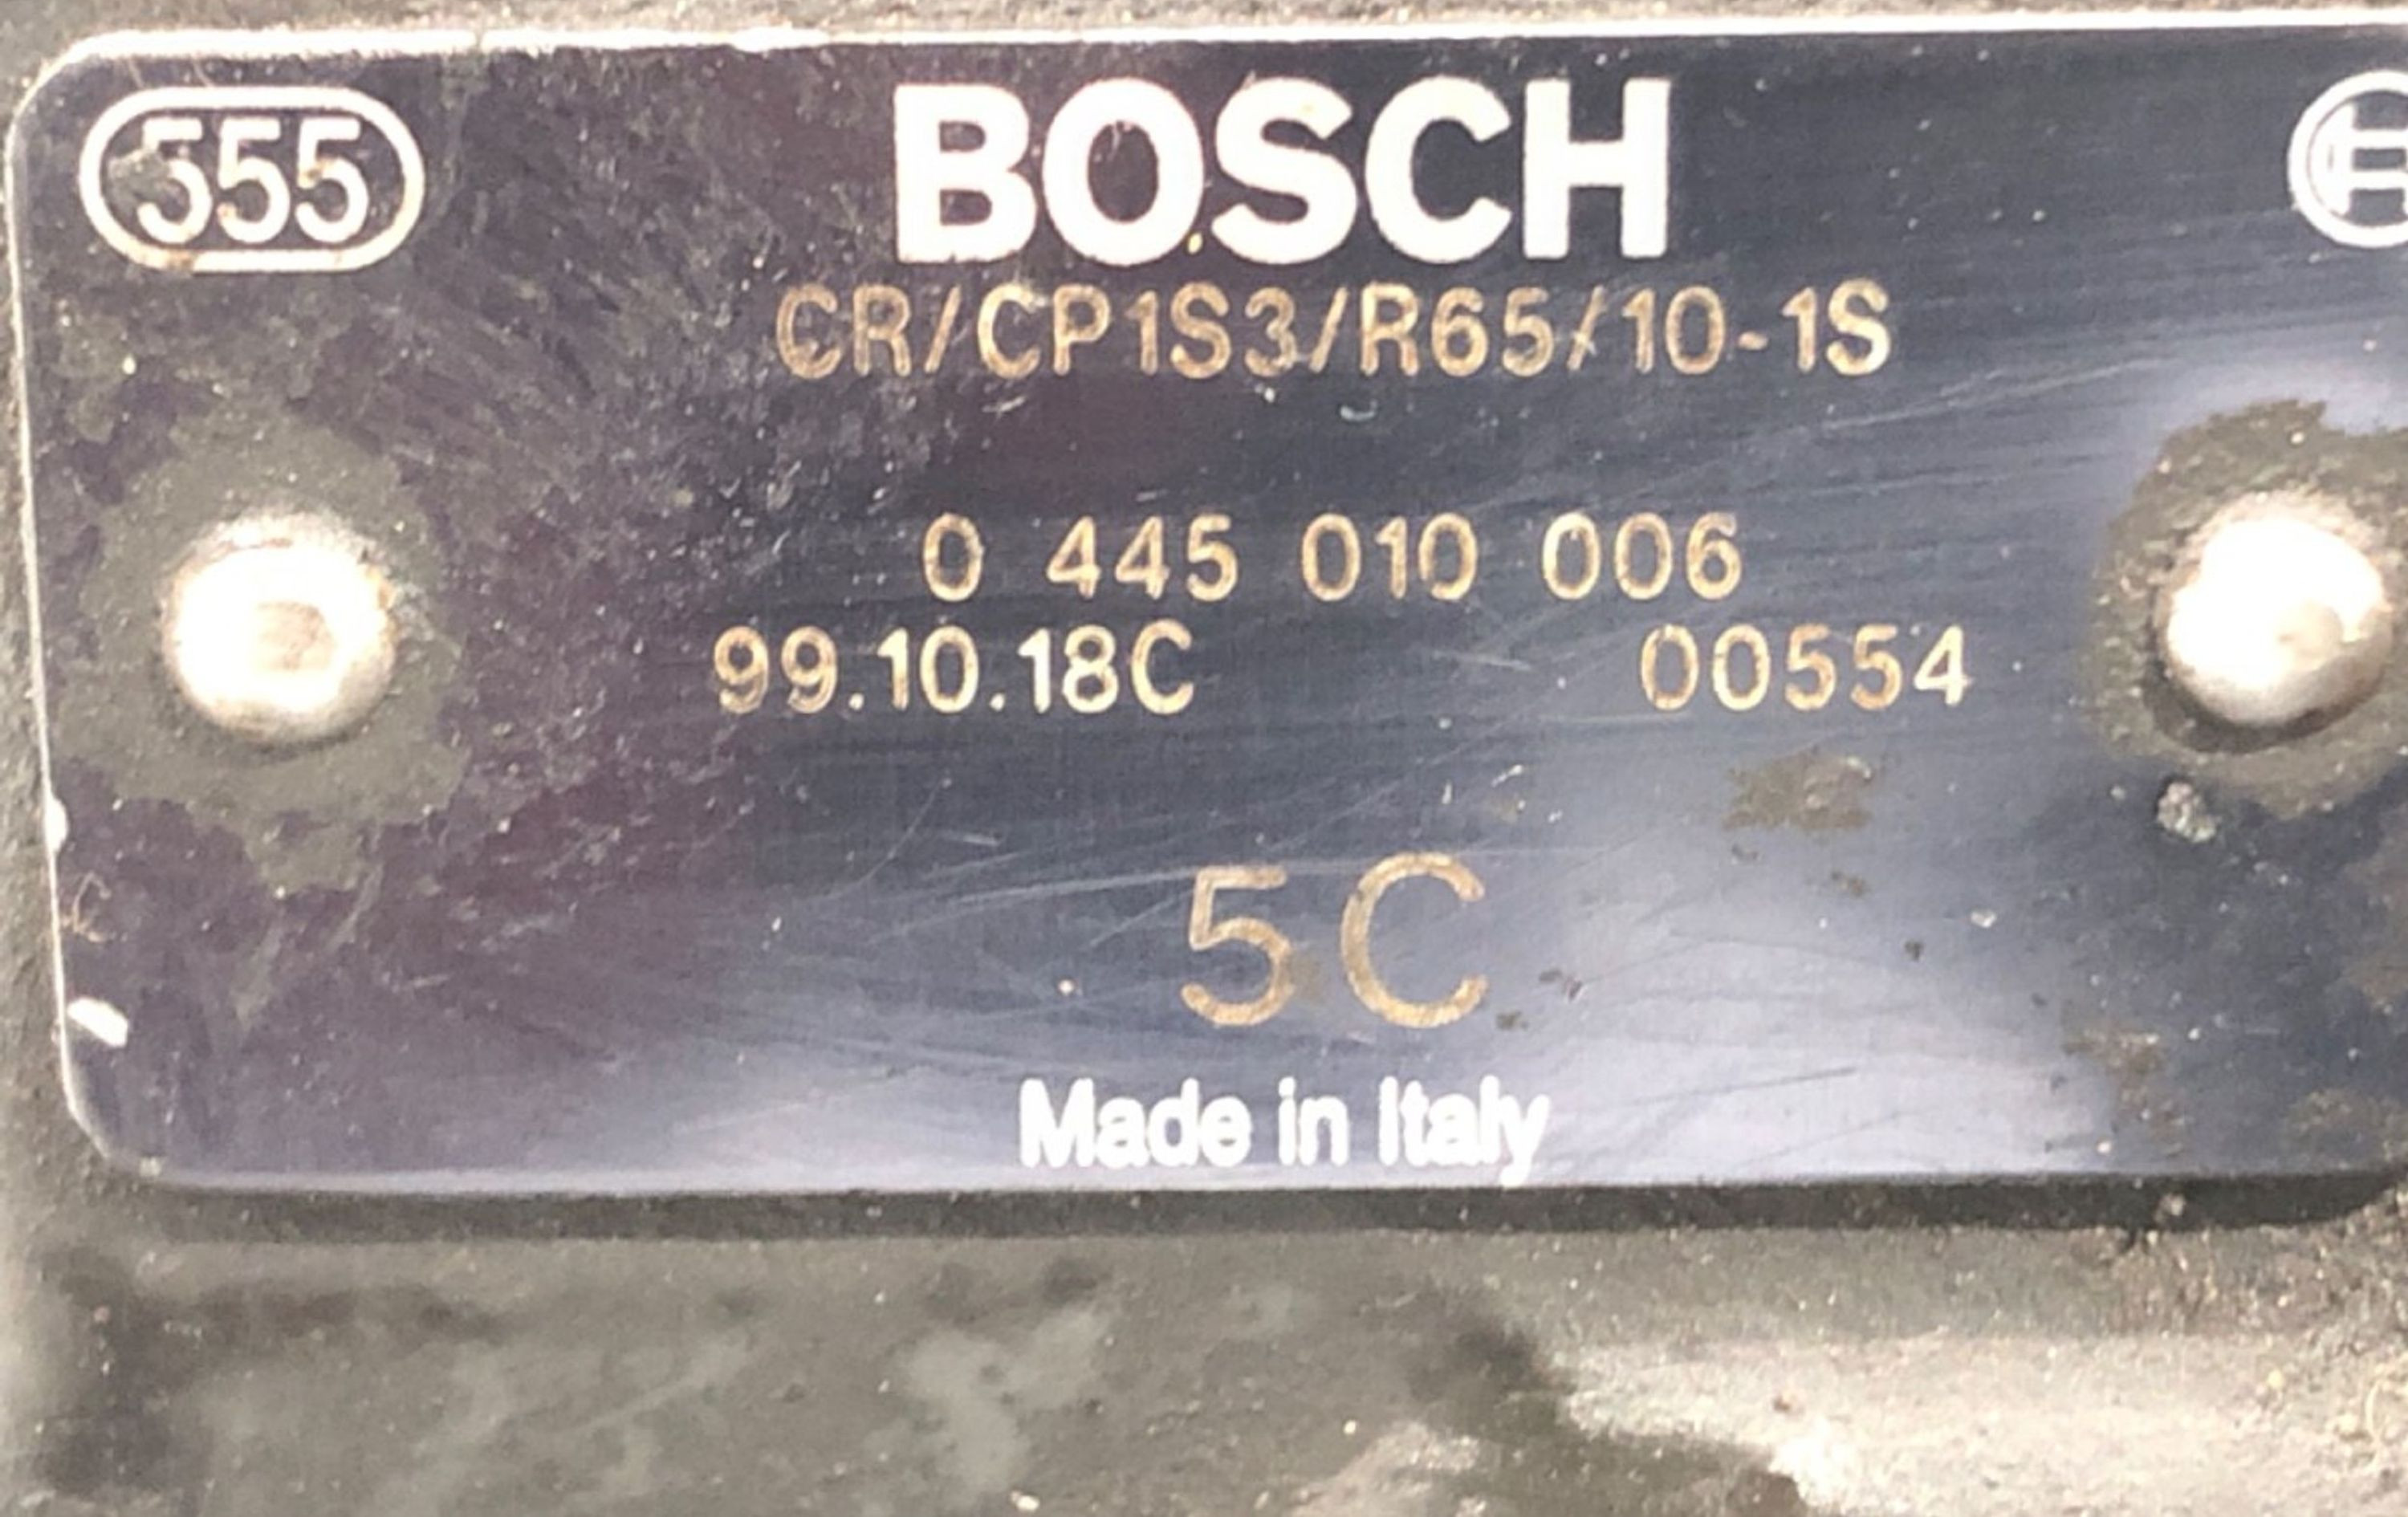 555 BOSCH
CR/CP1S3/R65/10-1S
0 445 010 006
99.10.18C 00554
5C
Made in Italy